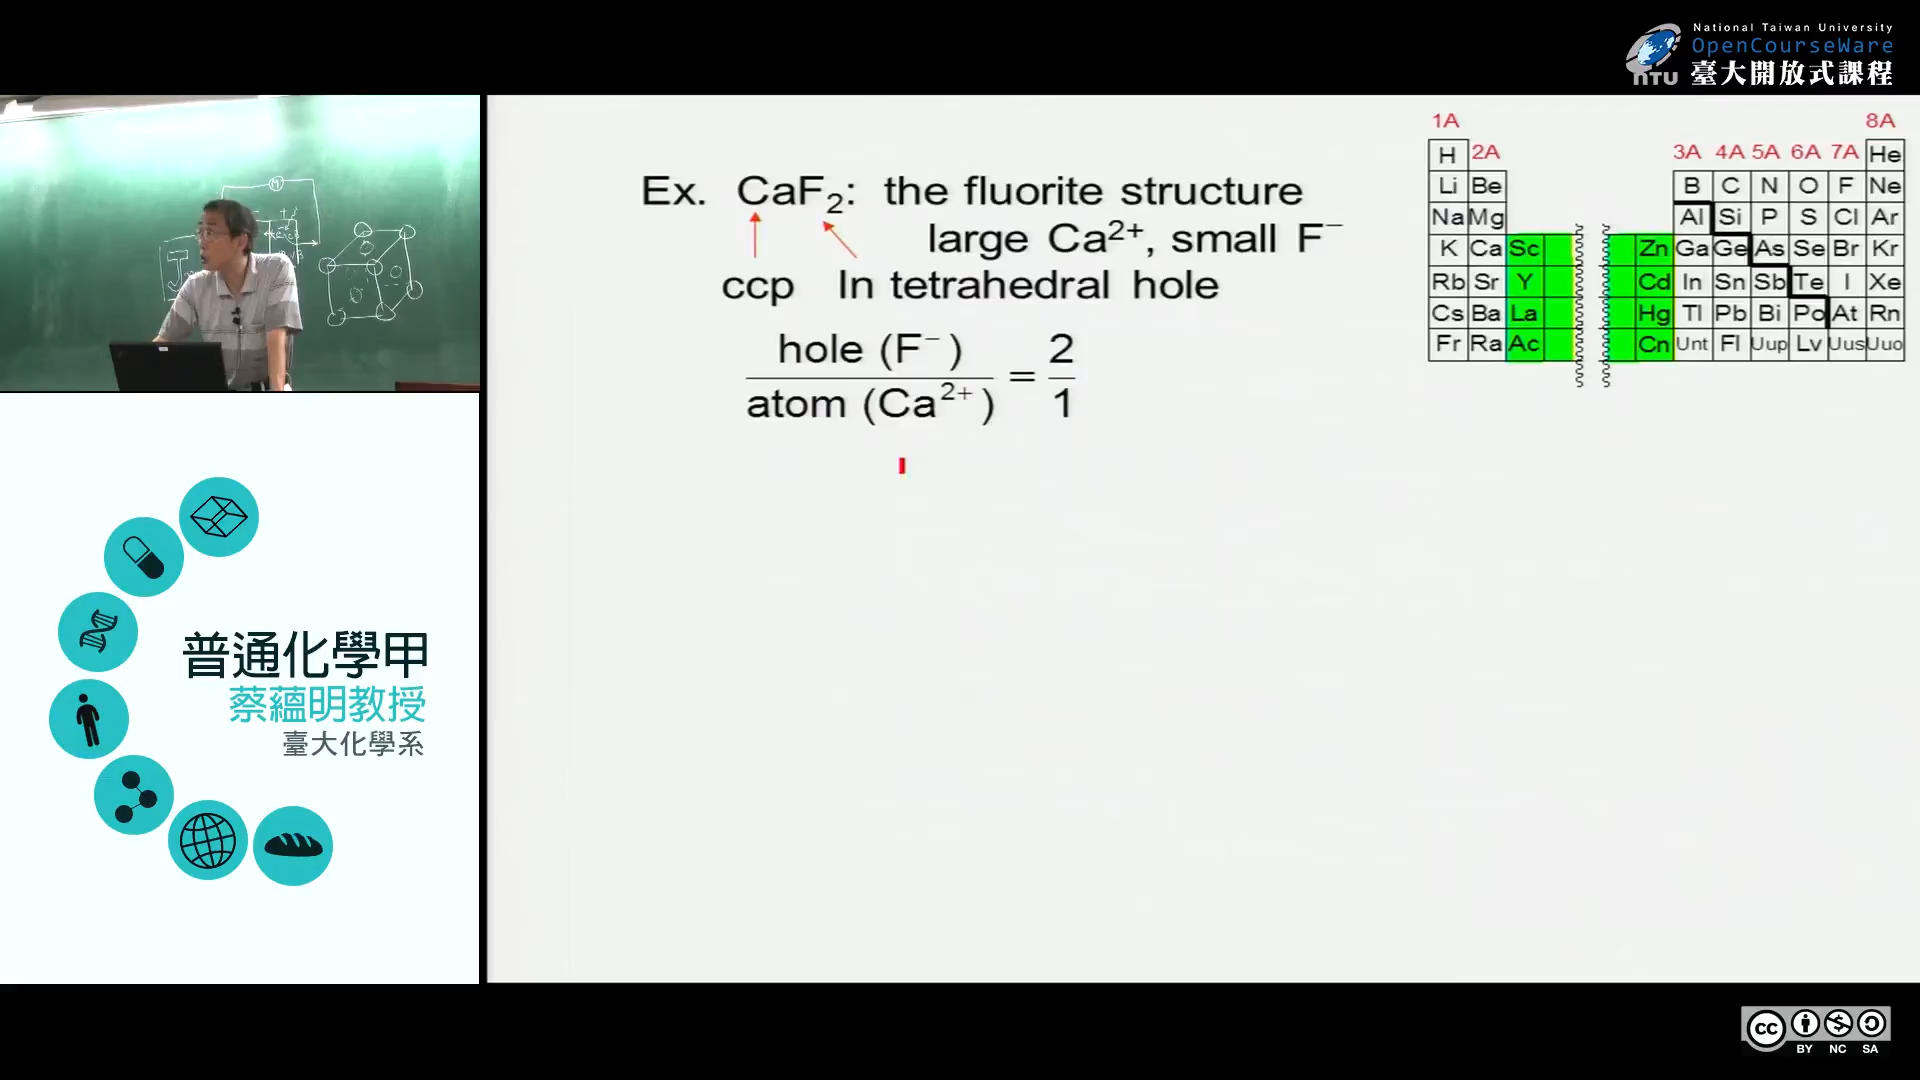 National Taiwan University
OpenCourseWare
臺大開放式課程
NTU
1A 8A
H 2A 3A 4A 5A 6A 7A He
Li Be B C N O F Ne
Na Mg Al Si P S Cl Ar
K Ca Sc Zn Ga Ge As Se Br Kr
Rb Sr Y Cd In Sn Sb Te I Xe
Cs Ba La Hg Tl Pb Bi Po At Rn
Fr Ra Ac Cn Unt Fl Uup Lv Uus Uuo
Ex. CaF₂: the fluorite structure
large Ca²⁺, small F⁻
ccp In tetrahedral hole
hole (F⁻) / atom (Ca²⁺) = 2/1
普通化學甲
蔡蘊明教授
臺大化學系
cc
BY NC SA